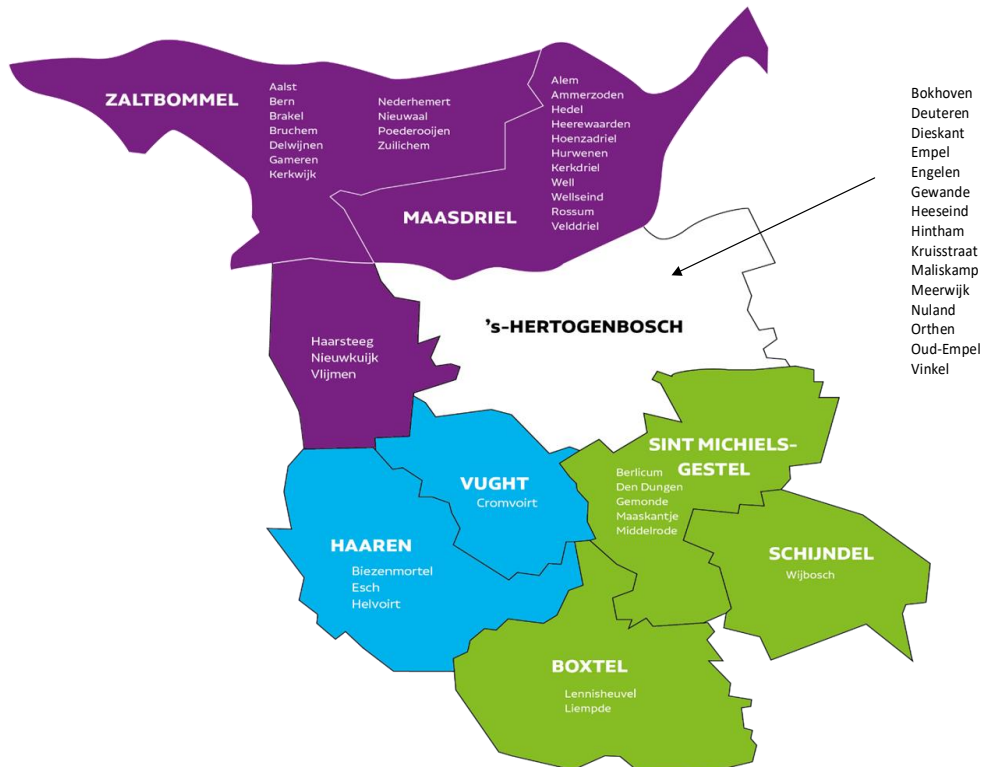 ZALTBOMMEL
Aalst
Bern
Brakel
Bruchem
Delwijnen
Gameren
Kerkwijk
Nederhemert
Nieuwaal
Poederooijen
Zuilichem
Alem
Ammerzoden
Hedel
Heerewaarden
Hoenzadriel
Hurwenen
Kerkdriel
Well
Wellseind
Rossum
Velddriel
MAASDRIEL
Bokhoven
Deuteren
Dieskant
Empel
Engelen
Gewande
Heeseind
Hintham
Kruisstraat
Maliskamp
Meerwijk
Nuland
Orthen
Oud-Empel
Vinkel
's-HERTOGENBOSCH
Haarsteeg
Nieuwkuijk
Vlijmen
VUGHT
Cromvoirt
SINT MICHIELS-
GESTEL
Berlicum
Den Dungen
Gemonde
Maaskantje
Middelrode
HAAREN
Biezenmortel
Esch
Helvoirt
SCHIJNDEL
Wijbosch
BOXTEL
Lennisheuvel
Liempde